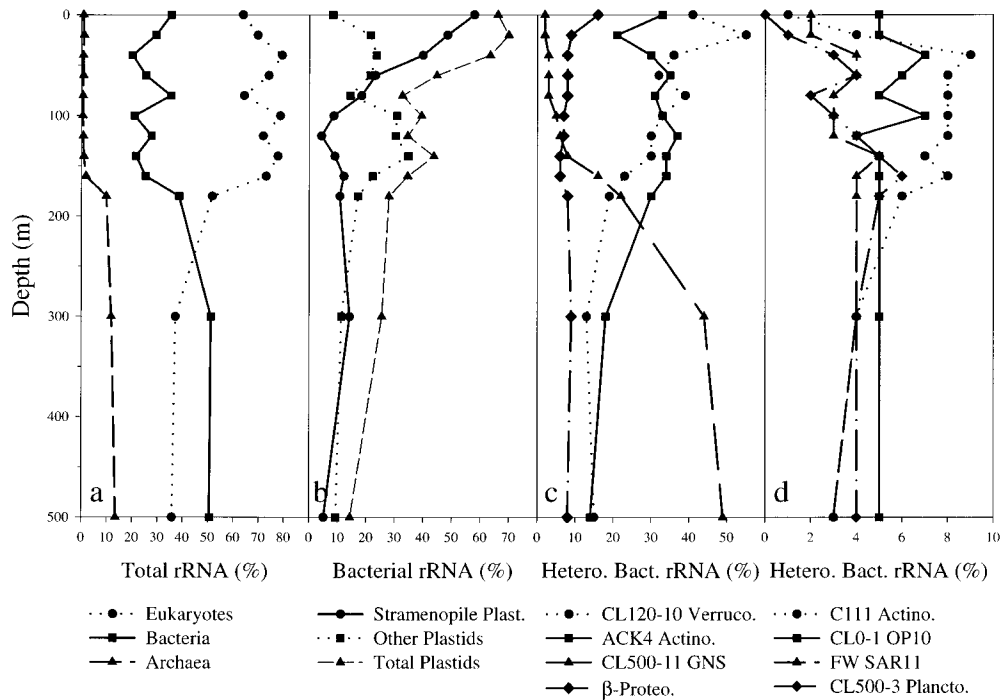 0
100
200
300
400
500
Depth (m)
a
b
c
d
0 10 20 30 40 50 60 70 80
0 10 20 30 40 50 60 70 80
0 10 20 30 40 50 60
0 2 4 6 8 10
Total rRNA (%)
Bacterial rRNA (%)
Hetero. Bact. rRNA (%)
Hetero. Bact. rRNA (%)
Eukaryotes
Bacteria
Archaea
Stramenopile Plast.
Other Plastids
Total Plastids
CL120-10 Verruco.
ACK4 Actino.
CL500-11 GNS
β-Proteo.
C111 Actino.
CL0-1 OP10
FW SAR11
CL500-3 Plancto.